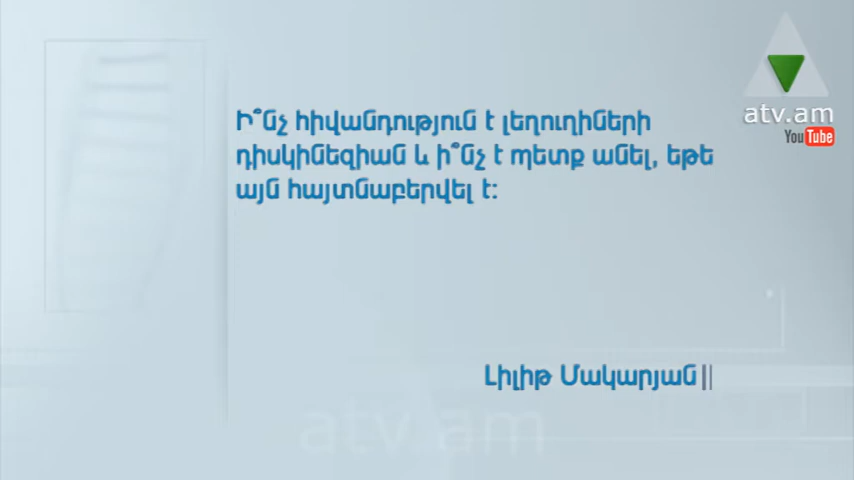 Ի՞նչ հիվանդություն է լեղուղիների
դիսկինեզիան և ի՞նչ է պետք անել, եթե
այն հայտնաբերվել է:
Լիլիթ Մակարյան
atv.am
YouTube
atv.am